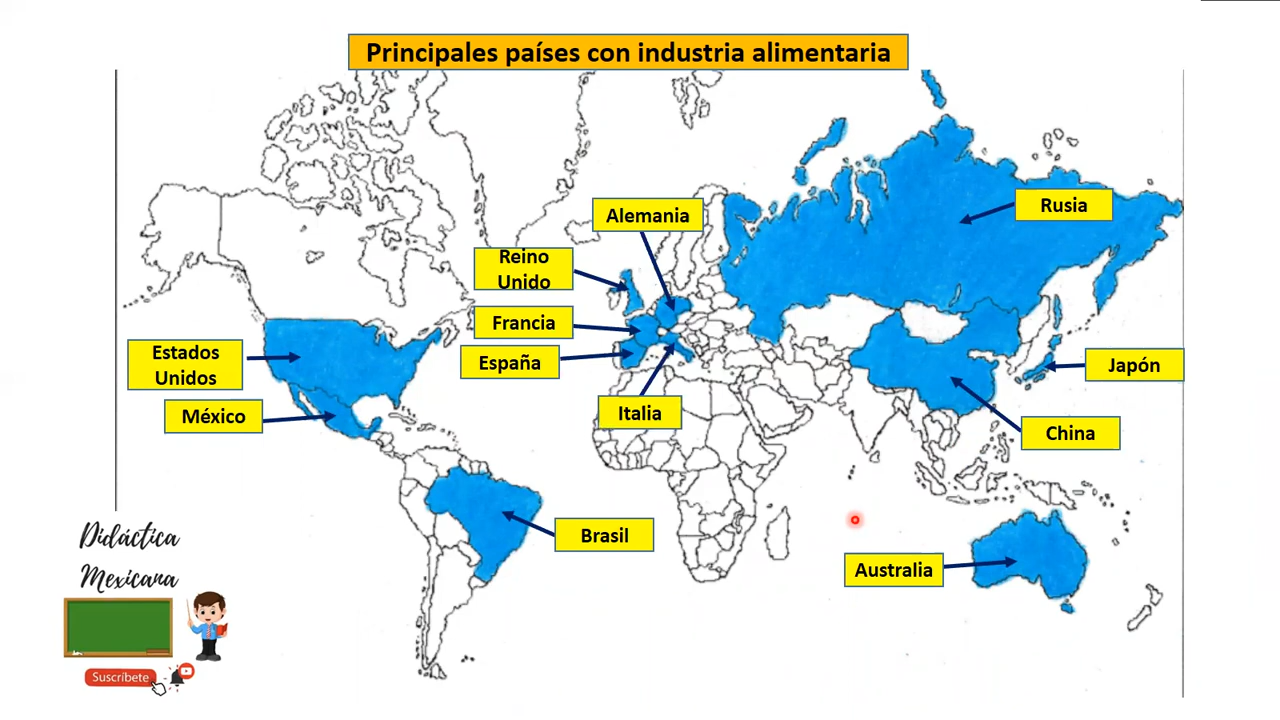 Principales países con industria alimentaria
Alemania
Rusia
Reino
Unido
Francia
España
Estados
Unidos
México
Italia
Japón
China
Brasil
Australia
Didáctica
Mexicana
Suscríbete